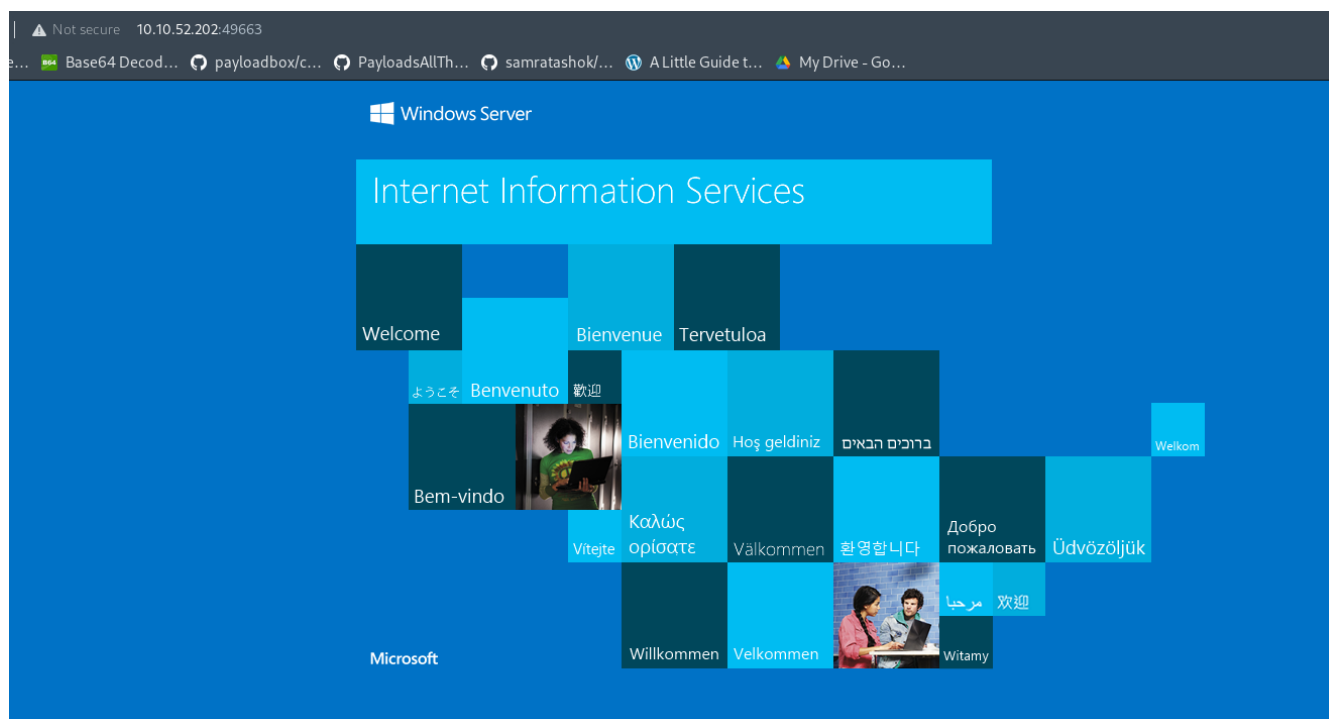 Not secure 10.10.52.202:49663
e... Base64 Decod... payloadbox/c... PayloadsAllTh... samratashok/... A Little Guide t... My Drive - Go...
Windows Server
Internet Information Services
Welcome
Bienvenue
Tervetuloa
ようこそ
Benvenuto
歡迎
Bienvenido
Hoş geldiniz
ברוכים הבאים
Welkom
Bem-vindo
Vítejte
Καλώς
ορίσατε
Välkommen
환영합니다
Добро
пожаловать
Üdvözöljük
مرحبا
欢迎
Microsoft
Willkommen
Velkommen
Witamy